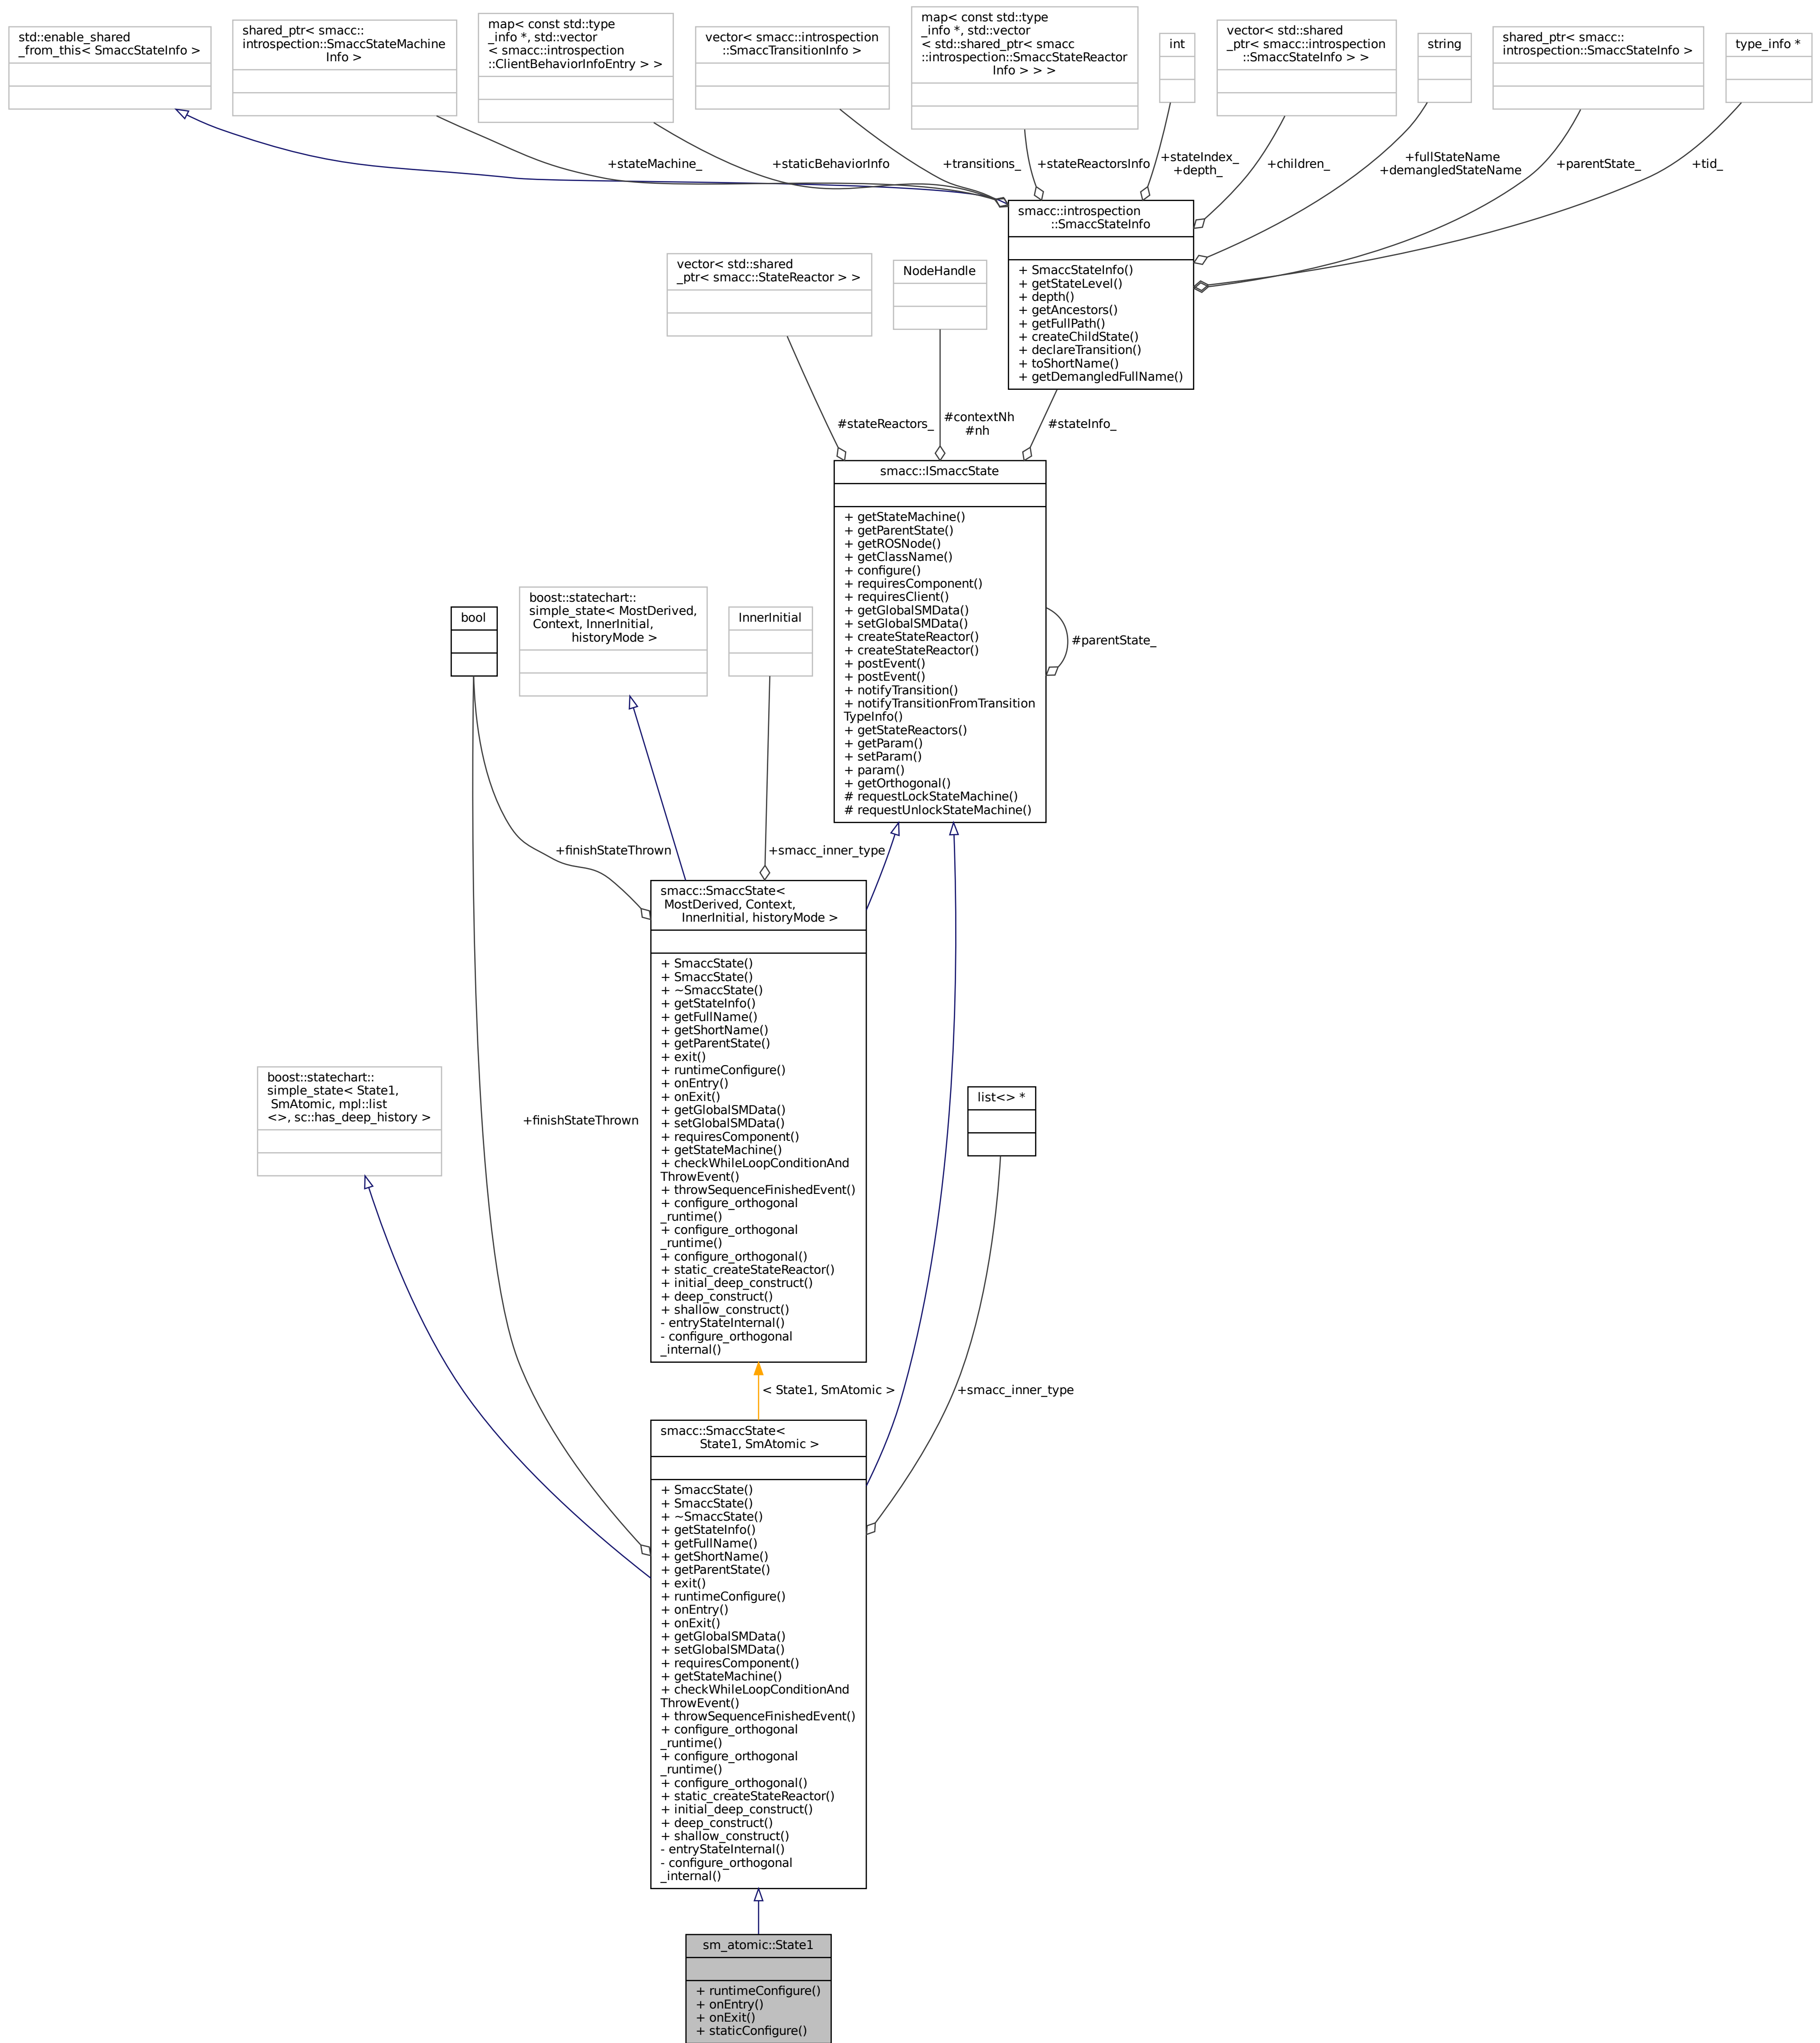 std::enable_shared
_from_this< SmaccStateInfo >
shared_ptr< smacc::
introspection::SmaccStateMachine
Info >
map< const std::type
_info *, std::vector
< smacc::introspection
::ClientBehaviorInfoEntry > >
vector< smacc::introspection
::SmaccTransitionInfo >
map< const std::type
_info *, std::vector
< std::shared_ptr< smacc
::introspection::SmaccStateReactor
Info > > >
int
vector< std::shared
_ptr< smacc::introspection
::SmaccStateInfo > >
string
shared_ptr< smacc::
introspection::SmaccStateInfo >
type_info *
+stateMachine_
+staticBehaviorInfo
+transitions_
+stateReactorsInfo
+stateIndex_
+depth_
+children_
+fullStateName
+demangledStateName
+parentState_
+tid_
smacc::introspection
::SmaccStateInfo
+ SmaccStateInfo()
+ getStateLevel()
+ depth()
+ getAncestors()
+ getFullPath()
+ createChildState()
+ declareTransition()
+ toShortName()
+ getDemangledFullName()
vector< std::shared
_ptr< smacc::StateReactor > >
NodeHandle
#stateReactors_
#contextNh
#nh
#stateInfo_
smacc::ISmaccState
+ getStateMachine()
+ getParentState()
+ getROSNode()
+ getClassName()
+ configure()
+ requiresComponent()
+ requiresClient()
+ getGlobalSMData()
+ setGlobalSMData()
+ createStateReactor()
+ createStateReactor()
+ postEvent()
+ postEvent()
+ notifyTransition()
+ notifyTransitionFromTransition
TypeInfo()
+ getStateReactors()
+ getParam()
+ setParam()
+ param()
+ getOrthogonal()
# requestLockStateMachine()
# requestUnlockStateMachine()
#parentState_
bool
boost::statechart::
simple_state< MostDerived,
Context, InnerInitial,
historyMode >
InnerInitial
+finishStateThrown
+smacc_inner_type
smacc::SmaccState<
MostDerived, Context,
InnerInitial, historyMode >
+ SmaccState()
+ SmaccState()
+ ~SmaccState()
+ getStateInfo()
+ getFullName()
+ getShortName()
+ getParentState()
+ exit()
+ runtimeConfigure()
+ onEntry()
+ onExit()
+ getGlobalSMData()
+ setGlobalSMData()
+ requiresComponent()
+ getStateMachine()
+ checkWhileLoopConditionAnd
ThrowEvent()
+ throwSequenceFinishedEvent()
+ configure_orthogonal
_runtime()
+ configure_orthogonal
_runtime()
+ configure_orthogonal()
+ static_createStateReactor()
+ initial_deep_construct()
+ deep_construct()
+ shallow_construct()
- entryStateInternal()
- configure_orthogonal
_internal()
boost::statechart::
simple_state< State1,
SmAtomic, mpl::list
<>, sc::has_deep_history >
+finishStateThrown
list<> *
< State1, SmAtomic >
+smacc_inner_type
smacc::SmaccState<
State1, SmAtomic >
+ SmaccState()
+ SmaccState()
+ ~SmaccState()
+ getStateInfo()
+ getFullName()
+ getShortName()
+ getParentState()
+ exit()
+ runtimeConfigure()
+ onEntry()
+ onExit()
+ getGlobalSMData()
+ setGlobalSMData()
+ requiresComponent()
+ getStateMachine()
+ checkWhileLoopConditionAnd
ThrowEvent()
+ throwSequenceFinishedEvent()
+ configure_orthogonal
_runtime()
+ configure_orthogonal
_runtime()
+ configure_orthogonal()
+ static_createStateReactor()
+ initial_deep_construct()
+ deep_construct()
+ shallow_construct()
- entryStateInternal()
- configure_orthogonal
_internal()
sm_atomic::State1
+ runtimeConfigure()
+ onEntry()
+ onExit()
+ staticConfigure()